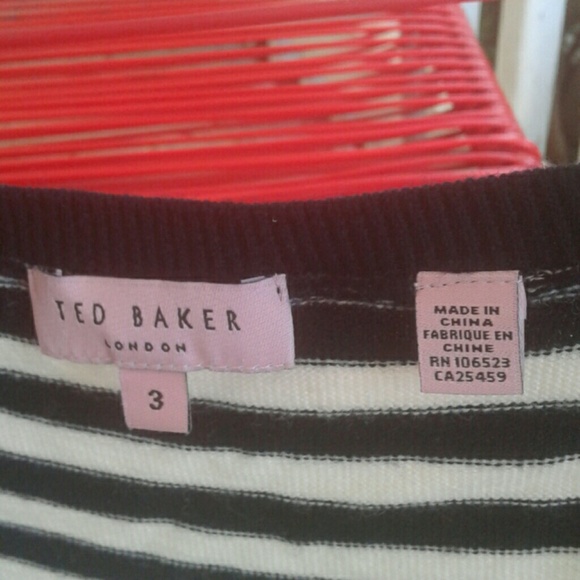 TED BAKER
LONDON
3
MADE IN
CHINA
FABRIQUE EN
CHINE
RN 106523
CA25459